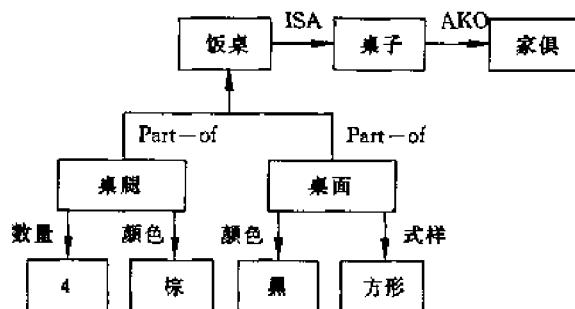 ISA
AKO
饭桌
桌子
家俱
Part—of
Part—of
桌腿
桌面
数量
颜色
颜色
式样
4
棕
黑
方形